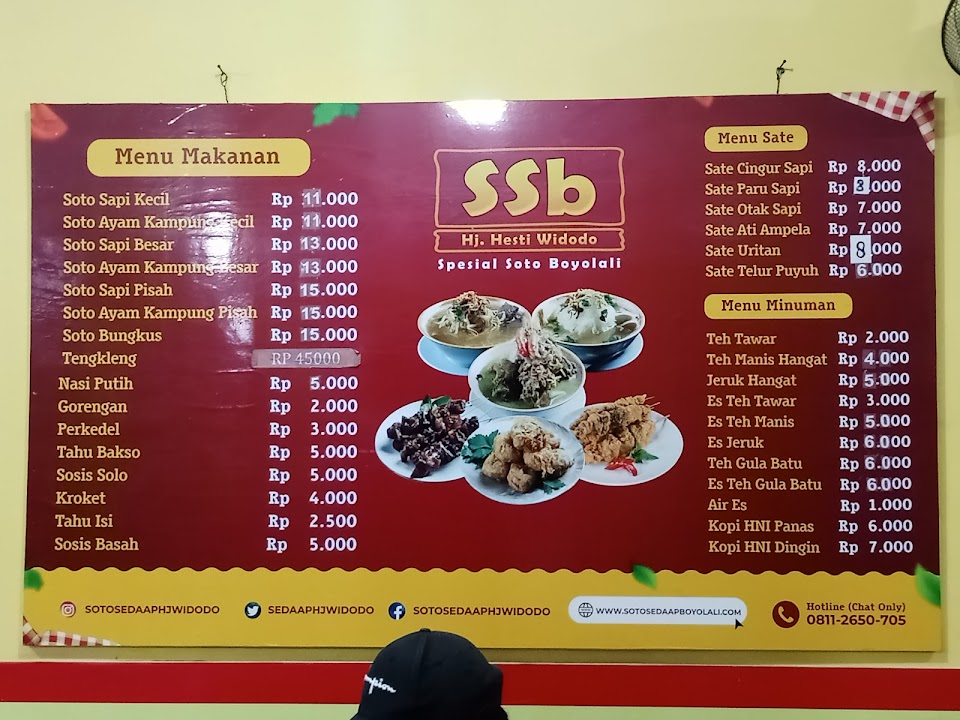 Menu Makanan
Soto Sapi Kecil Rp 11.000
Soto Ayam Kampung Kecil Rp 11.000
Soto Sapi Besar Rp 13.000
Soto Ayam Kampung Besar Rp 13.000
Soto Sapi Pisah Rp 15.000
Soto Ayam Kampung Pisah Rp 15.000
Soto Bungkus Rp 15.000
Tengkleng RP 45000
Nasi Putih Rp 5.000
Gorengan Rp 2.000
Perkedel Rp 3.000
Tahu Bakso Rp 5.000
Sosis Solo Rp 5.000
Kroket Rp 4.000
Tahu Isi Rp 2.500
Sosis Basah Rp 5.000
SSb
Hj. Hesti Widodo
Spesial Soto Boyolali
Menu Sate
Sate Cingur Sapi Rp 8.000
Sate Paru Sapi Rp 8.000
Sate Otak Sapi Rp 7.000
Sate Ati Ampela Rp 7.000
Sate Uritan Rp 8.000
Sate Telur Puyuh Rp 6.000
Menu Minuman
Teh Tawar Rp 2.000
Teh Manis Hangat Rp 4.000
Jeruk Hangat Rp 5.000
Es Teh Tawar Rp 3.000
Es Teh Manis Rp 5.000
Es Jeruk Rp 6.000
Teh Gula Batu Rp 6.000
Es Teh Gula Batu Rp 6.000
Air Es Rp 1.000
Kopi HNI Panas Rp 6.000
Kopi HNI Dingin Rp 7.000
SOTOSEDAAPHJWIDODO
SEDAAPHJWIDODO
SOTOSEDAAPHJWIDODO
WWW.SOTOSEDAAPBOYOLALI.COM
Hotline (Chat Only)
0811-2650-705